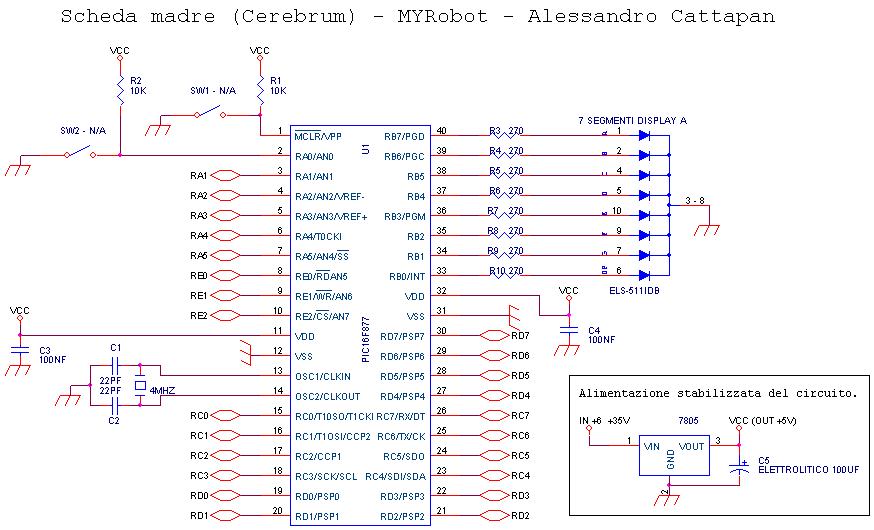 Scheda madre (Cerebrum) - MYRobot - Alessandro Cattapan
VCC
VCC
R2
10K
SW1 - N/A
R1
10K
SW2 - N/A
U1
PIC16F877
1 MCLR/VPP
2 RA0/AN0
RA1 3 RA1/AN1
RA2 4 RA2/AN2/VREF-
RA3 5 RA3/AN3/VREF+
RA4 6 RA4/T0CKI
RA5 7 RA5/AN4/SS
RE0 8 RE0/RDAN5
RE1 9 RE1/WR/AN6
RE2 10 RE2/CS/AN7
11 VDD
12 VSS
13 OSC1/CLKIN
14 OSC2/CLKOUT
RC0 15 RC0/T10SO/T1CKI
RC1 16 RC1/T1OSI/CCP2
RC2 17 RC2/CCP1
RC3 18 RC3/SCK/SCL
RD0 19 RD0/PSP0
RD1 20 RD1/PSP1
VCC
C3
100NF
C1
22PF
22PF
C2
4MHZ
7 SEGMENTI DISPLAY A
RB7/PGD 40 R3 270 1
RB6/PGC 39 R4 270 2
RB5 38 R5 270 4
RB4 37 R6 270 5
RB3/PGM 36 R7 270 10
RB2 35 R8 270 9
RB1 34 R9 270 7
RB0/INT 33 R10 270 6
3 - 8
ELS-511IDB
VDD 32
VSS 31
RD7/PSP7 30 RD7
RD6/PSP6 29 RD6
RD5/PSP5 28 RD5
RD4/PSP4 27 RD4
RC7/RX/DT 26 RC7
RC6/TX/CK 25 RC6
RC5/SDO 24 RC5
RC4/SDI/SDA 23 RC4
RD3/PSP3 22 RD3
RD2/PSP2 21 RD2
VCC
C4
100NF
Alimentazione stabilizzata del circuito.
IN +6 +35V
7805
VCC (OUT +5V)
1 VIN
VOUT 3
GND
2
C5
+
ELETTROLITICO 100UF